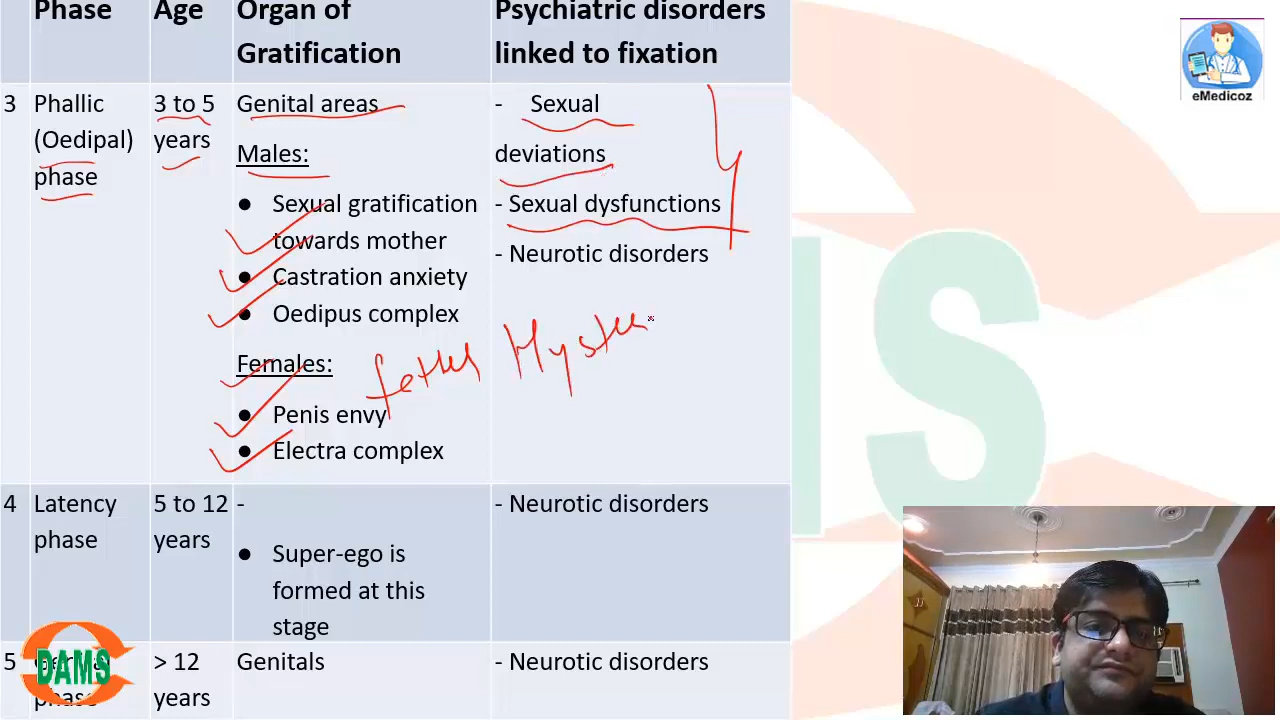 Phase
Age
Organ of
Gratification
Psychiatric disorders
linked to fixation
eMedicoz
3
Phallic
(Oedipal)
phase
3 to 5
years
Genital areas
Males:
● Sexual gratification
towards mother
● Castration anxiety
● Oedipus complex
Females:
● Penis envy
● Electra complex
- Sexual
deviations
- Sexual dysfunctions
- Neurotic disorders
4
Latency
phase
5 to 12
years
-
● Super-ego is
formed at this
stage
- Neurotic disorders
5
phase
> 12
years
Genitals
- Neurotic disorders
DAMS